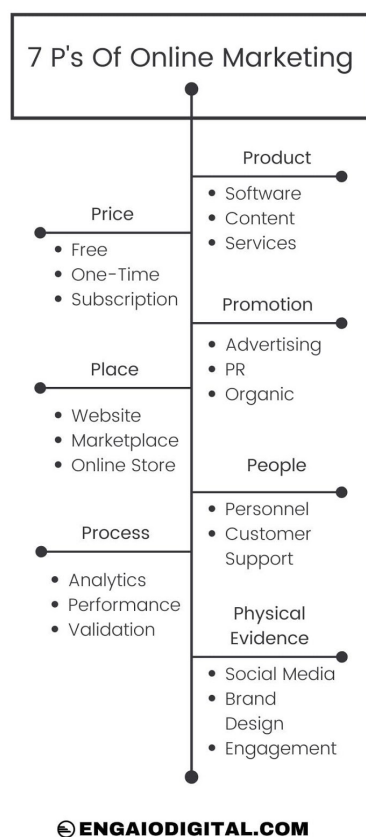 7 P's Of Online Marketing
Product
• Software
• Content
• Services
Price
• Free
• One-Time
• Subscription
Promotion
• Advertising
• PR
• Organic
Place
• Website
• Marketplace
• Online Store
People
• Personnel
• Customer
Support
Process
• Analytics
• Performance
• Validation
Physical
Evidence
• Social Media
• Brand
Design
• Engagement
ENGAIODIGITAL.COM